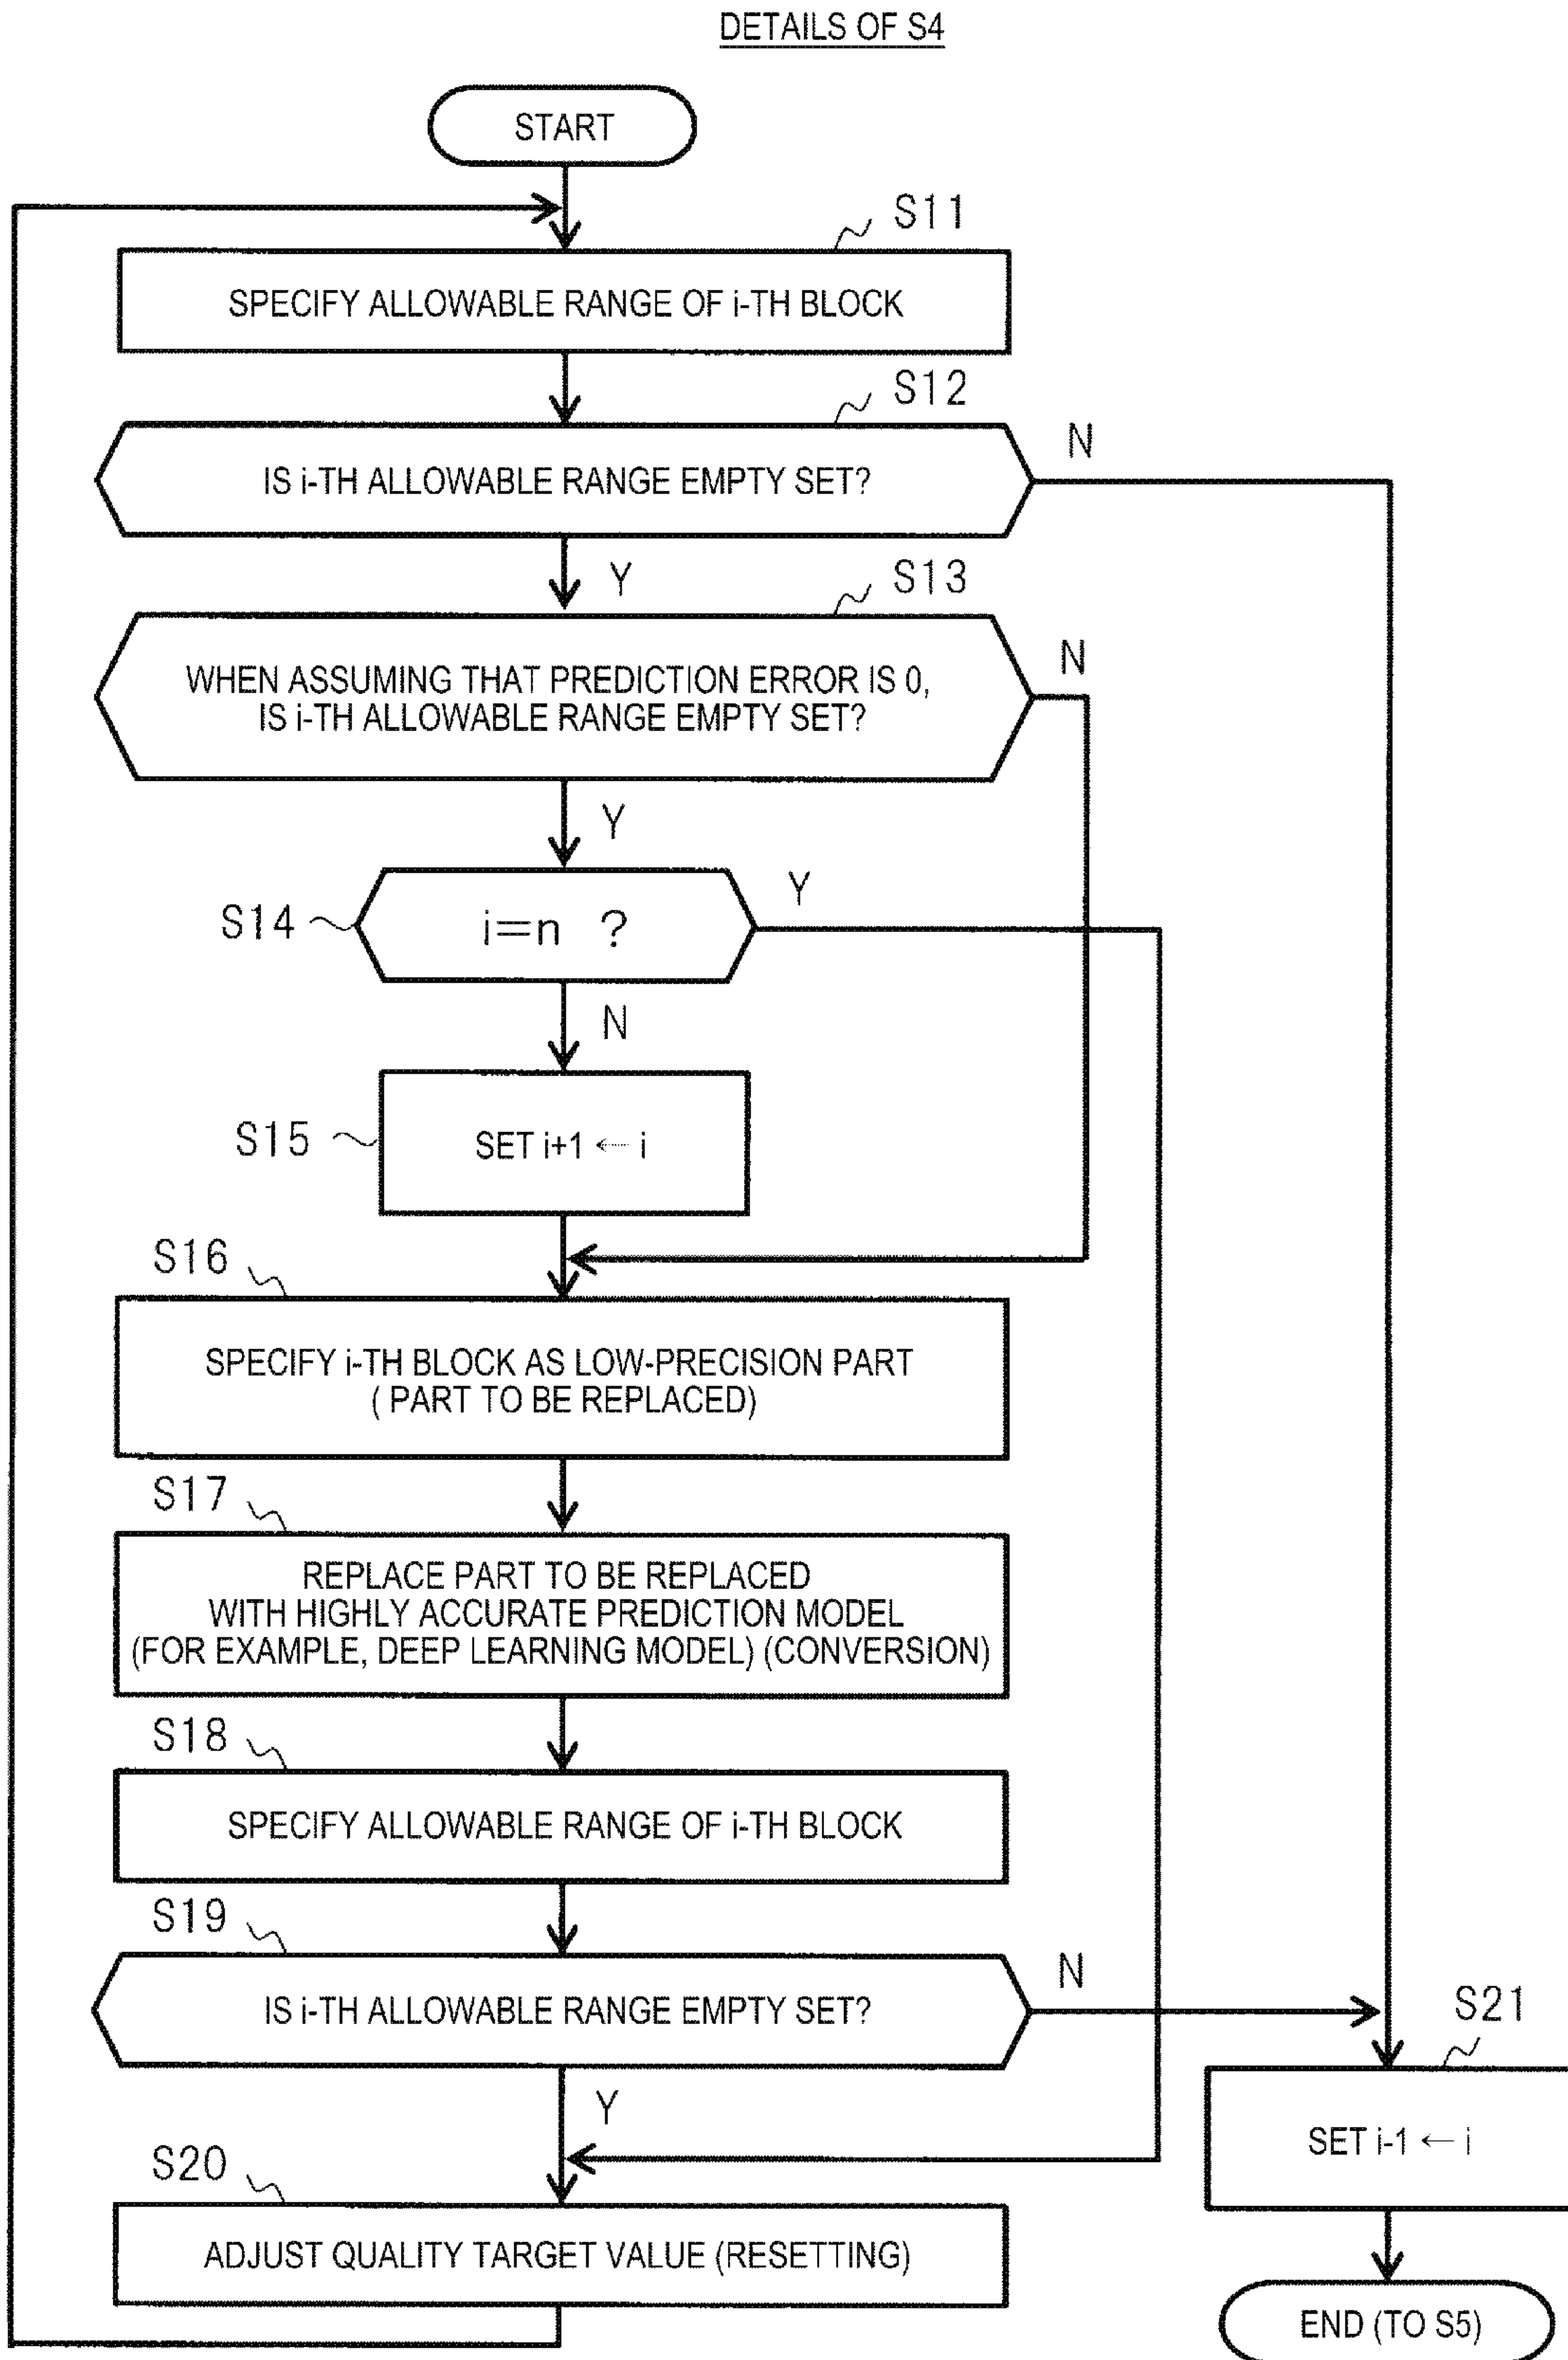 DETAILS OF S4
START
S11
SPECIFY ALLOWABLE RANGE OF i-TH BLOCK
S12
IS i-TH ALLOWABLE RANGE EMPTY SET?
N
Y
S13
WHEN ASSUMING THAT PREDICTION ERROR IS 0,
IS i-TH ALLOWABLE RANGE EMPTY SET?
N
Y
S14
i=n ?
Y
N
S15
SET i+1 ← i
S16
SPECIFY i-TH BLOCK AS LOW-PRECISION PART
( PART TO BE REPLACED)
S17
REPLACE PART TO BE REPLACED
WITH HIGHLY ACCURATE PREDICTION MODEL
(FOR EXAMPLE, DEEP LEARNING MODEL) (CONVERSION)
S18
SPECIFY ALLOWABLE RANGE OF i-TH BLOCK
S19
IS i-TH ALLOWABLE RANGE EMPTY SET?
N
Y
S20
ADJUST QUALITY TARGET VALUE (RESETTING)
S21
SET i-1 ← i
END (TO S5)